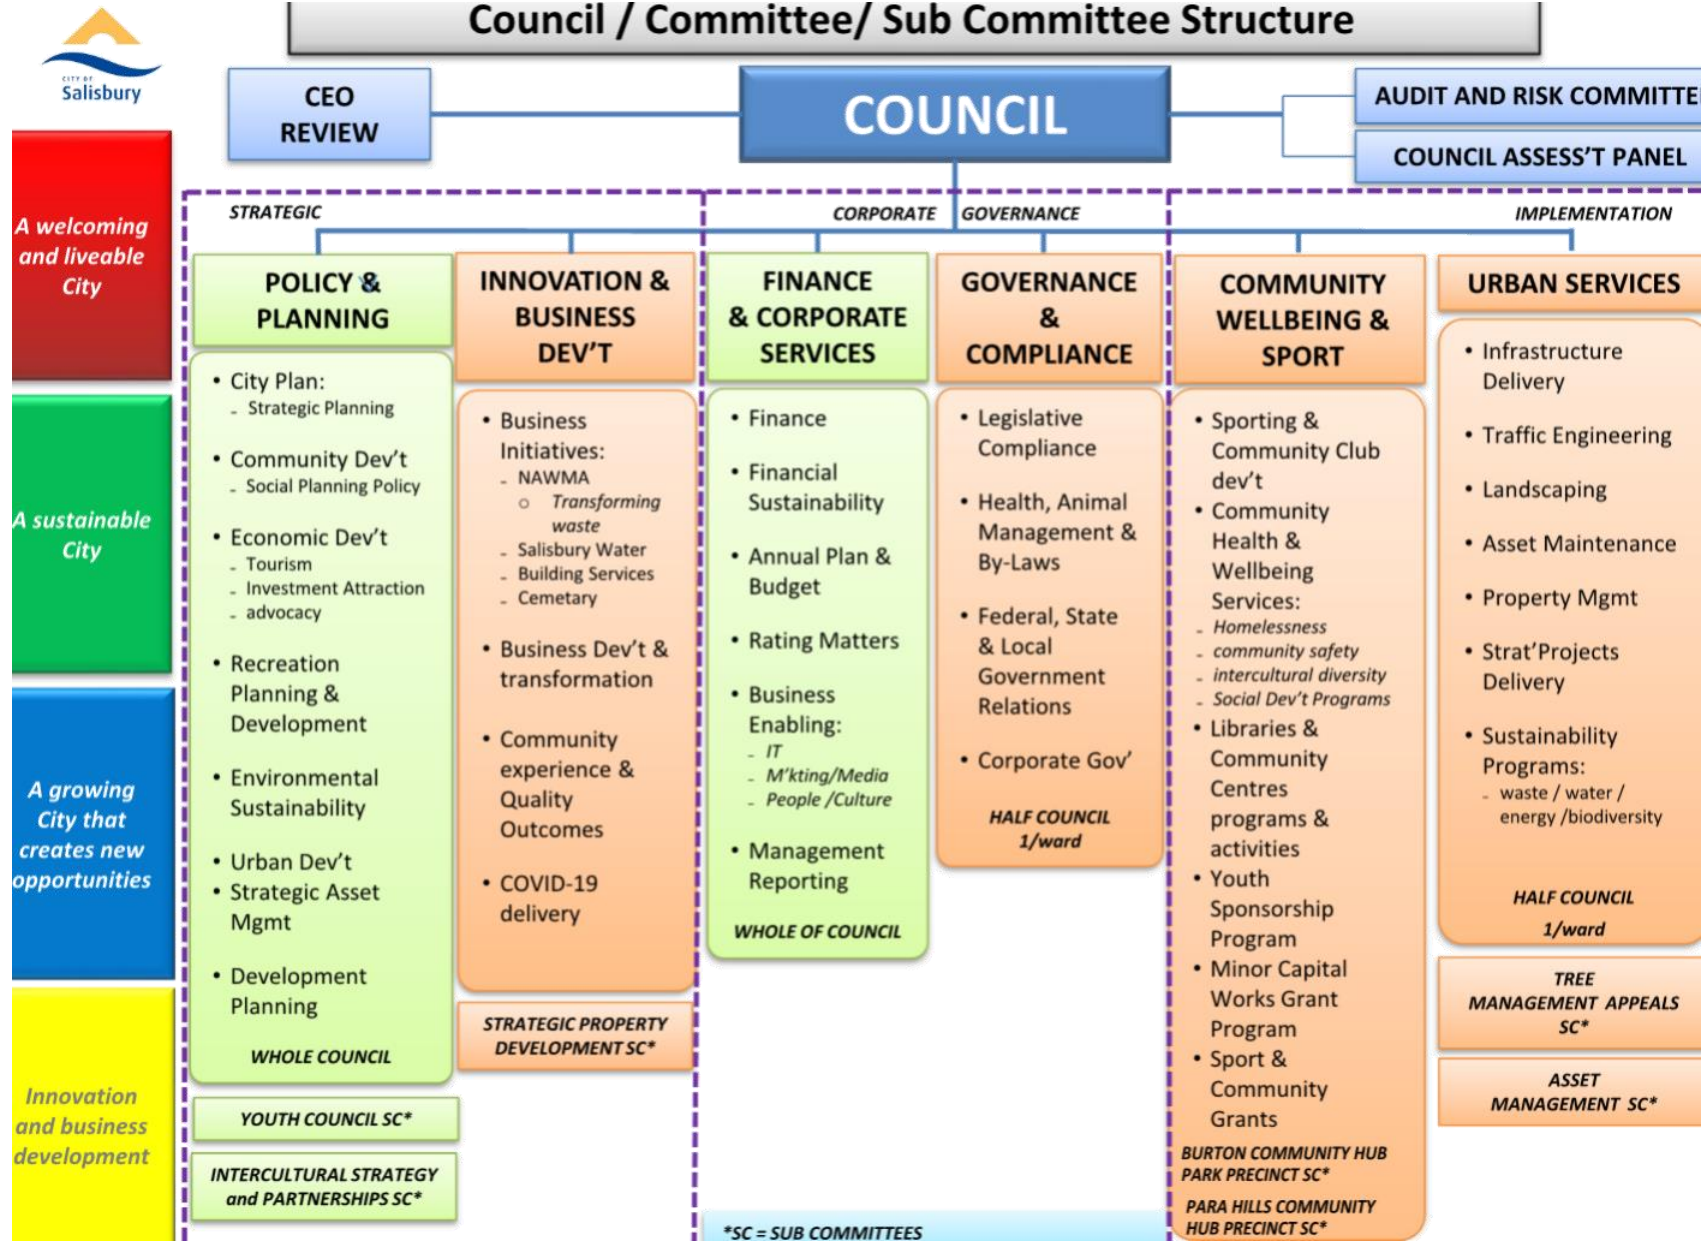 Council / Committee/ Sub Committee Structure
CITY OF
Salisbury
CEO
REVIEW
COUNCIL
AUDIT AND RISK COMMITTE
COUNCIL ASSESS'T PANEL
A welcoming
and liveable
City
A sustainable
City
A growing
City that
creates new
opportunities
Innovation
and business
development
STRATEGIC
CORPORATE GOVERNANCE
IMPLEMENTATION
POLICY &
PLANNING
• City Plan:
- Strategic Planning
• Community Dev't
- Social Planning Policy
• Economic Dev't
- Tourism
- Investment Attraction
- advocacy
• Recreation
Planning &
Development
• Environmental
Sustainability
• Urban Dev't
• Strategic Asset
Mgmt
• Development
Planning
WHOLE COUNCIL
YOUTH COUNCIL SC*
INTERCULTURAL STRATEGY
and PARTNERSHIPS SC*
INNOVATION &
BUSINESS
DEV'T
• Business
Initiatives:
- NAWMA
o Transforming
waste
- Salisbury Water
- Building Services
- Cemetary
• Business Dev't &
transformation
• Community
experience &
Quality
Outcomes
• COVID-19
delivery
STRATEGIC PROPERTY
DEVELOPMENT SC*
FINANCE
& CORPORATE
SERVICES
• Finance
• Financial
Sustainability
• Annual Plan &
Budget
• Rating Matters
• Business
Enabling:
- IT
- M'kting/Media
- People /Culture
• Management
Reporting
WHOLE OF COUNCIL
GOVERNANCE
&
COMPLIANCE
• Legislative
Compliance
• Health, Animal
Management &
By-Laws
• Federal, State
& Local
Government
Relations
• Corporate Gov'
HALF COUNCIL
1/ward
COMMUNITY
WELLBEING &
SPORT
• Sporting &
Community Club
dev't
• Community
Health &
Wellbeing
Services:
- Homelessness
- community safety
- intercultural diversity
- Social Dev't Programs
• Libraries &
Community
Centres
programs &
activities
• Youth
Sponsorship
Program
• Minor Capital
Works Grant
Program
• Sport &
Community
Grants
BURTON COMMUNITY HUB
PARK PRECINCT SC*
PARA HILLS COMMUNITY
HUB PRECINCT SC*
URBAN SERVICES
• Infrastructure
Delivery
• Traffic Engineering
• Landscaping
• Asset Maintenance
• Property Mgmt
• Strat'Projects
Delivery
• Sustainability
Programs:
- waste / water /
energy /biodiversity
HALF COUNCIL
1/ward
TREE
MANAGEMENT APPEALS
SC*
ASSET
MANAGEMENT SC*
*SC = SUB COMMITTEES